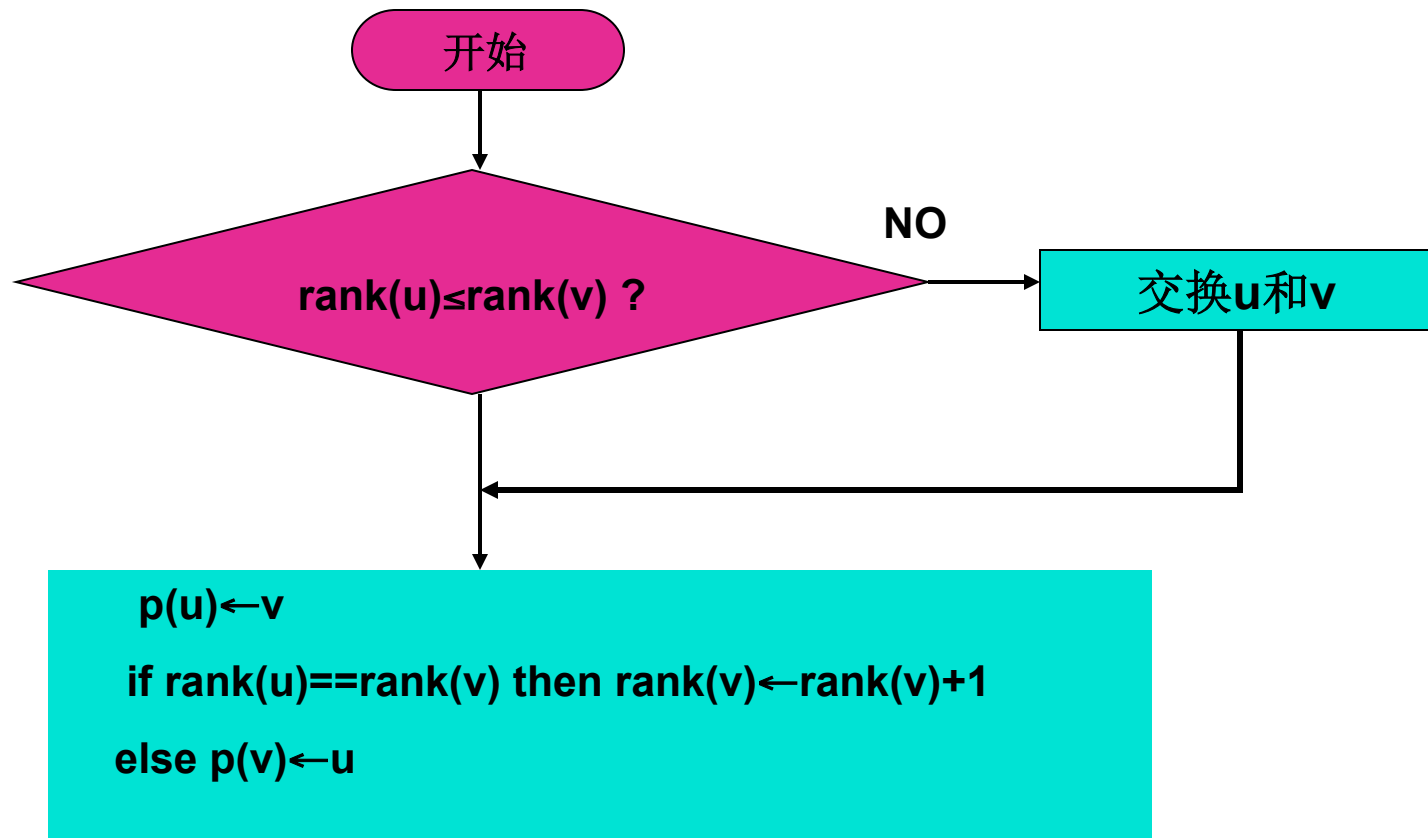 开始
NO
rank(u)≤rank(v) ?
交换u和v
p(u)←v
if rank(u)==rank(v) then rank(v)←rank(v)+1
else p(v)←u